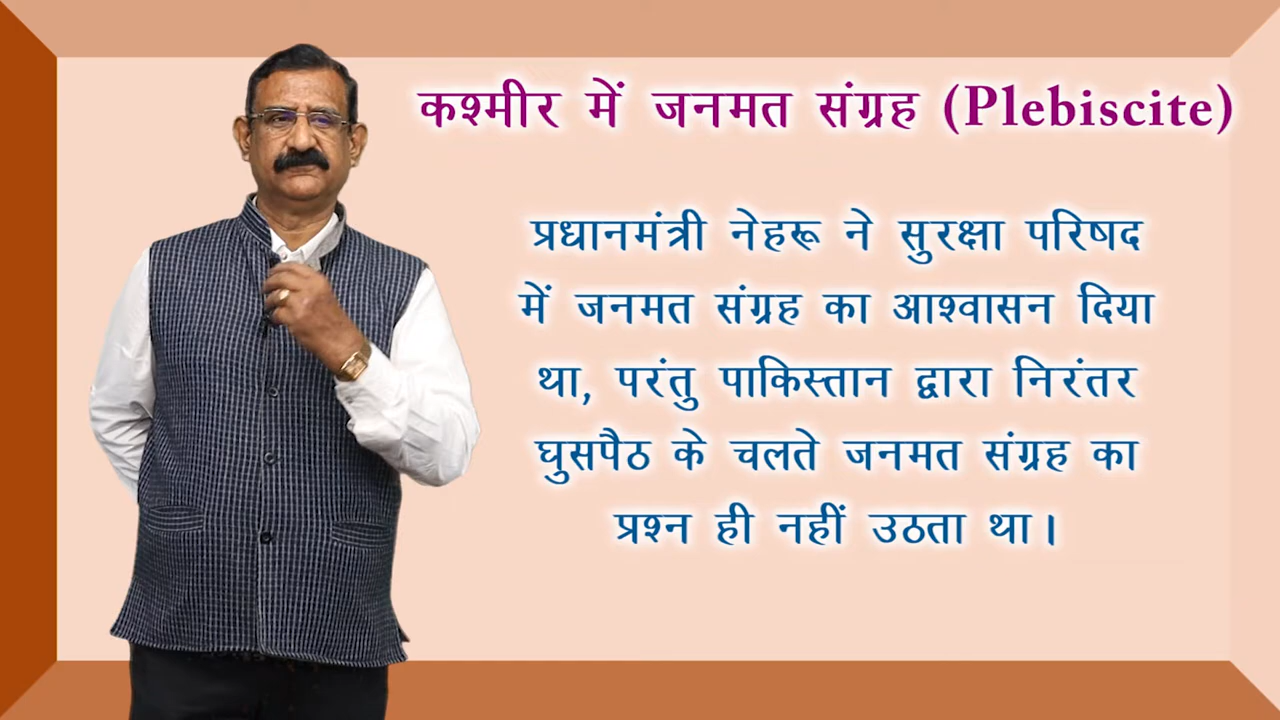 कश्मीर में जनमत संग्रह (Plebiscite)
प्रधानमंत्री नेहरू ने सुरक्षा परिषद
में जनमत संग्रह का आश्वासन दिया
था, परंतु पाकिस्तान द्वारा निरंतर
घुसपैठ के चलते जनमत संग्रह का
प्रश्न ही नहीं उठता था।